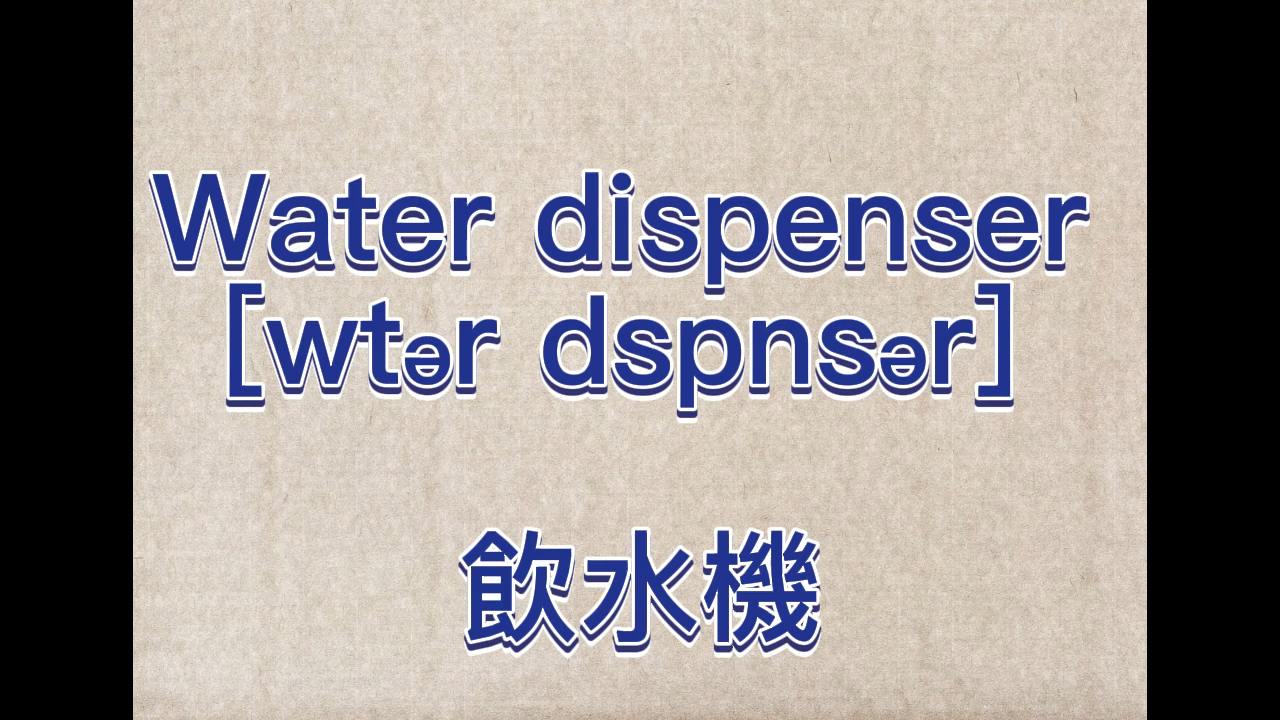 Water dispenser
[wtər dspnsər]
飲水機